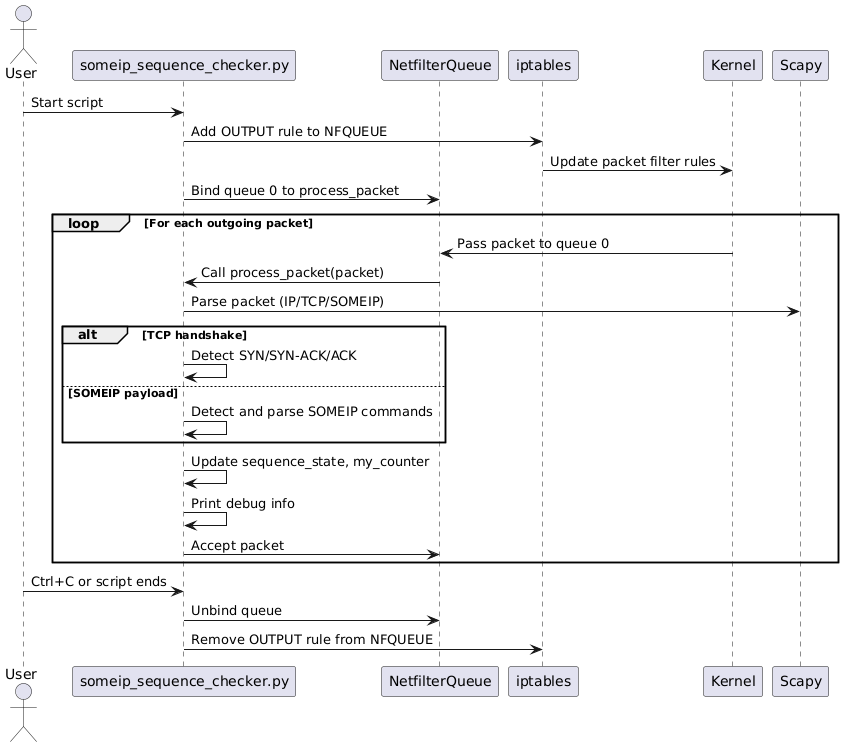 User
someip_sequence_checker.py
NetfilterQueue
iptables
Kernel
Scapy
Start script
Add OUTPUT rule to NFQUEUE
Update packet filter rules
Bind queue 0 to process_packet
loop [For each outgoing packet]
Pass packet to queue 0
Call process_packet(packet)
Parse packet (IP/TCP/SOMEIP)
alt [TCP handshake]
Detect SYN/SYN-ACK/ACK
[SOMEIP payload]
Detect and parse SOMEIP commands
Update sequence_state, my_counter
Print debug info
Accept packet
Ctrl+C or script ends
Unbind queue
Remove OUTPUT rule from NFQUEUE
User
someip_sequence_checker.py
NetfilterQueue
iptables
Kernel
Scapy